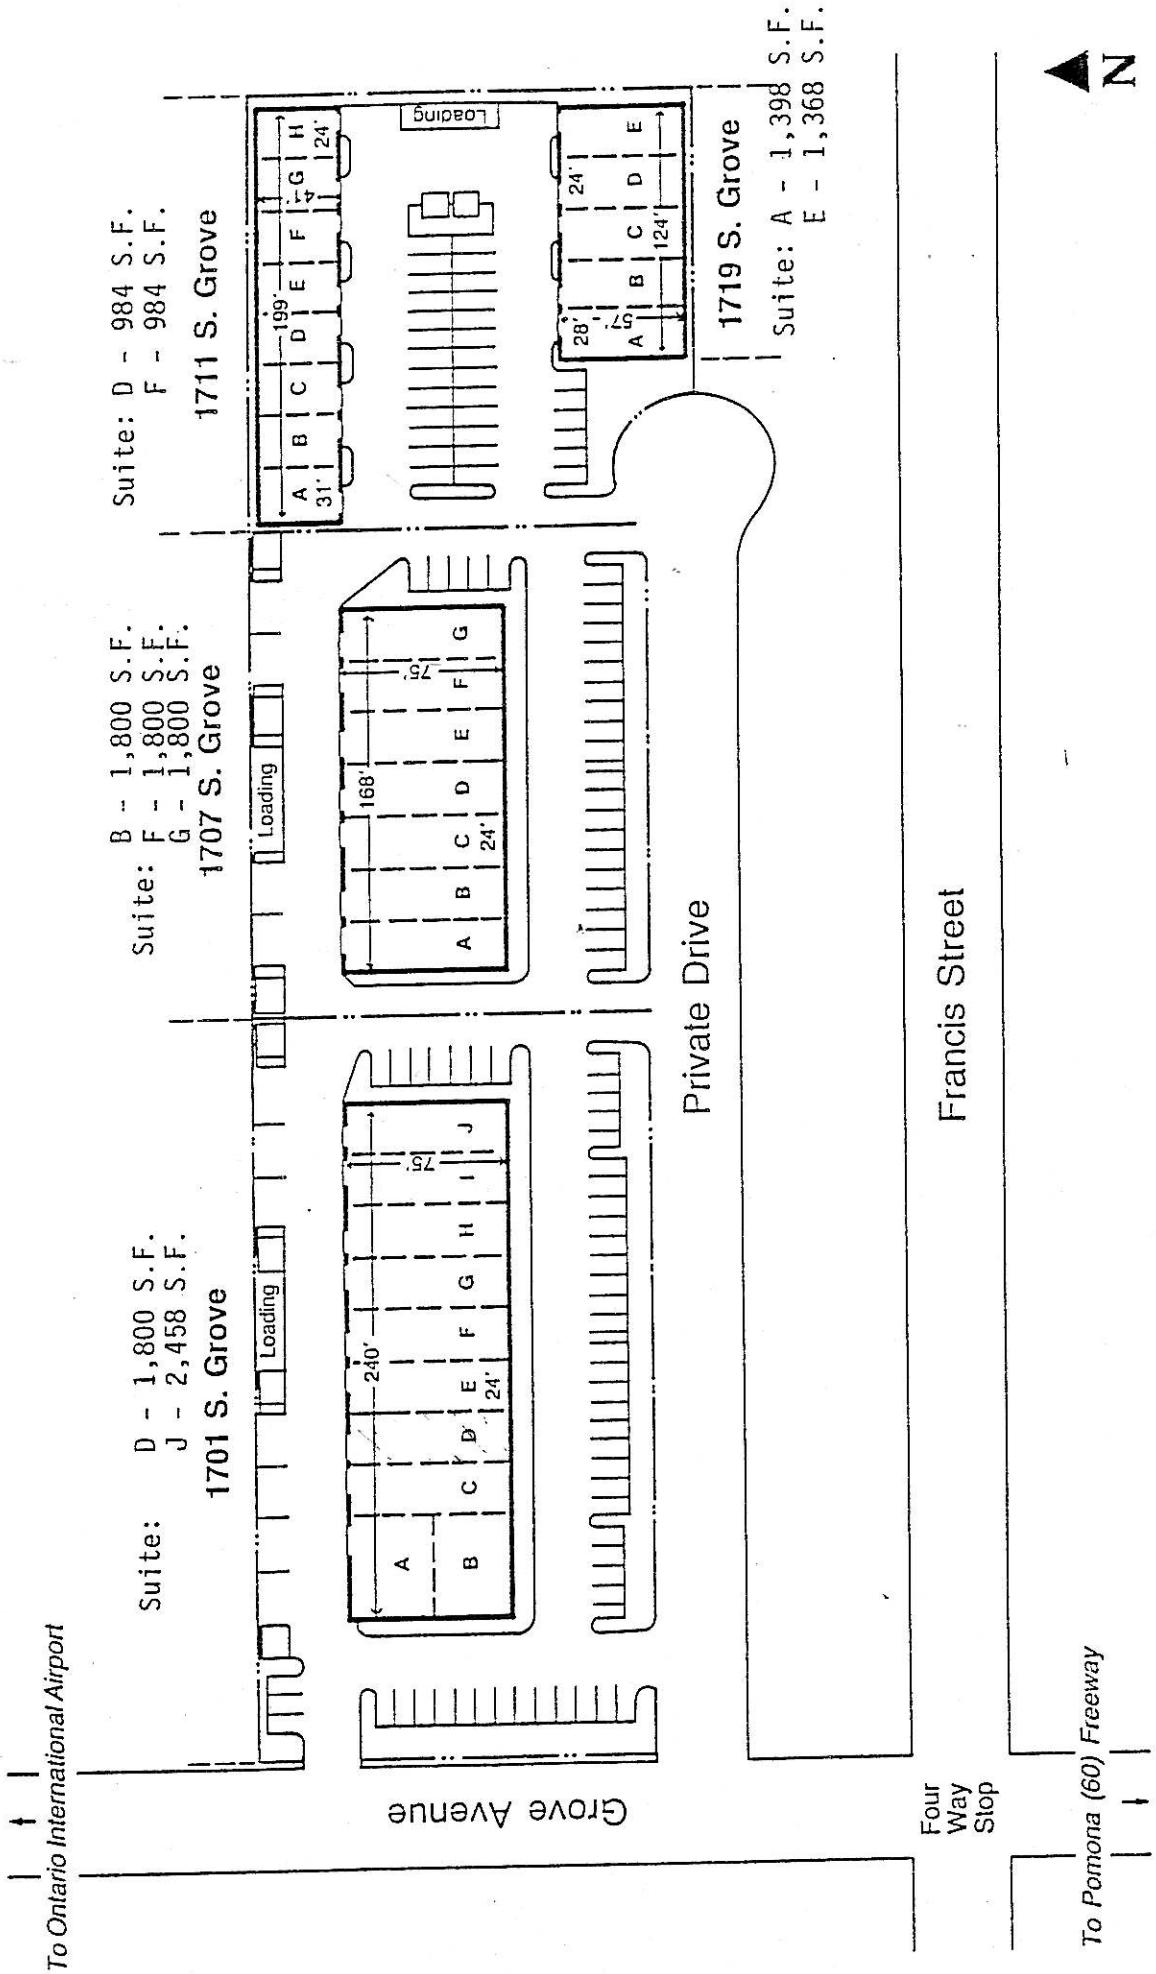 To Ontario International Airport
Suite: D - 1,800 S.F.
J - 2,458 S.F.
1701 S. Grove
B - 1,800 S.F.
Suite: F - 1,800 S.F.
G - 1,800 S.F.
1707 S. Grove
Suite: D - 984 S.F.
F - 984 S.F.
1711 S. Grove
Loading
Loading
A B C D E F G H
31' 199' 41' 24'
Loading
240'
75'
A
B C D E F G H I J
24'
168'
75'
A B C D E F G
24'
28' 24'
57' 124'
A B C D E
1719 S. Grove
Suite: A - 1,398 S.F.
E - 1,368 S.F.
Grove Avenue
Private Drive
Francis Street
Four
Way
Stop
To Pomona (60) Freeway
N